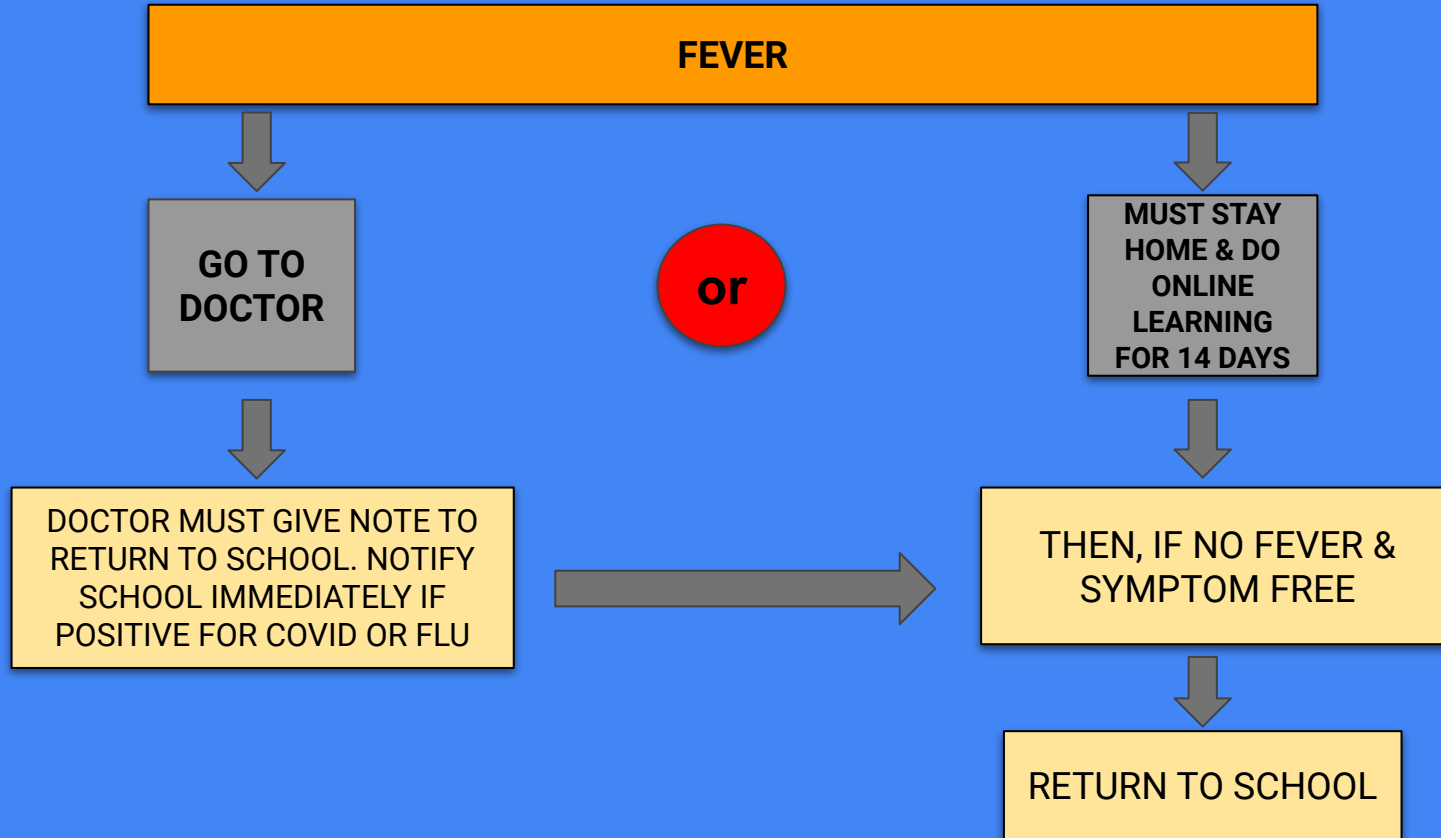 FEVER
GO TO
DOCTOR
or
MUST STAY
HOME & DO
ONLINE
LEARNING
FOR 14 DAYS
DOCTOR MUST GIVE NOTE TO
RETURN TO SCHOOL. NOTIFY
SCHOOL IMMEDIATELY IF
POSITIVE FOR COVID OR FLU
THEN, IF NO FEVER &
SYMPTOM FREE
RETURN TO SCHOOL